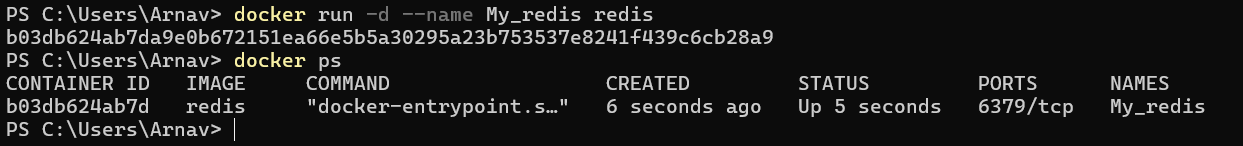 PS C:\Users\Arnav> docker run -d --name My_redis redis
b03db624ab7da9e0b672151ea66e5b5a30295a23b753537e8241f439c6cb28a9
PS C:\Users\Arnav> docker ps
CONTAINER ID   IMAGE     COMMAND                  CREATED         STATUS         PORTS      NAMES
b03db624ab7d   redis     "docker-entrypoint.s…"   6 seconds ago   Up 5 seconds   6379/tcp   My_redis
PS C:\Users\Arnav>